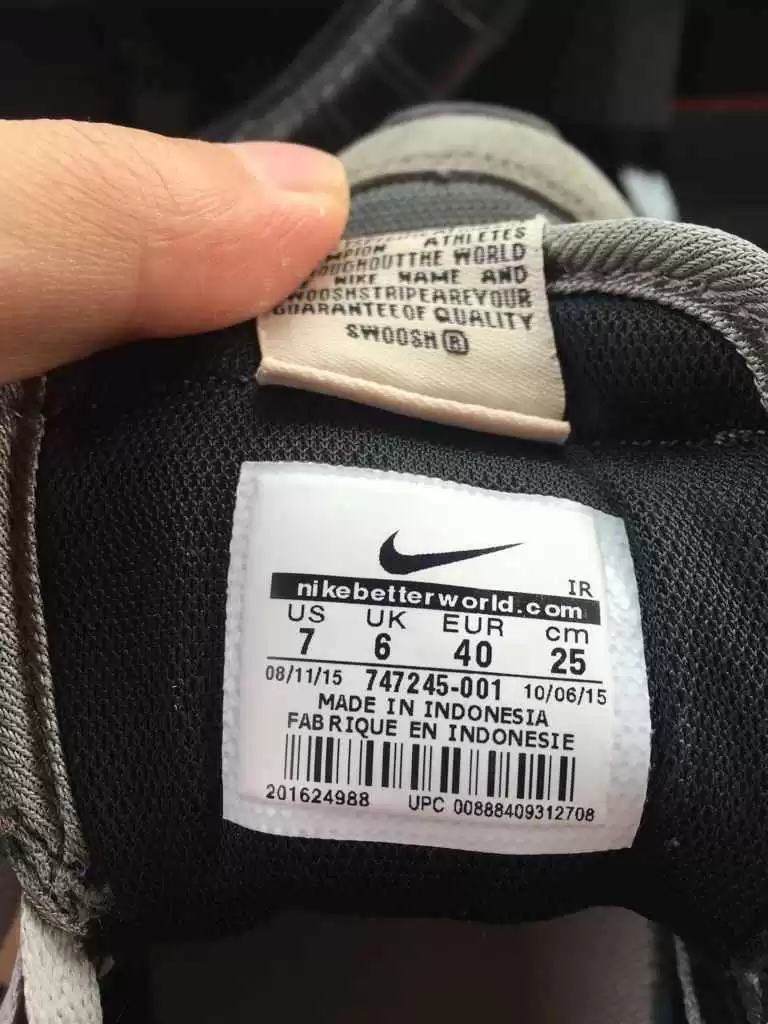 ATHLETES
THE WORLD
NIKE NAME AND
STRIPE ARE YOUR
GUARANTEE OF QUALITY
SWOOSH®
IR
nikebetterworld.com
US UK EUR cm
7 6 40 25
08/11/15 747245-001 10/06/15
MADE IN INDONESIA
FABRIQUE EN INDONESIE
201624988 UPC 00888409312708